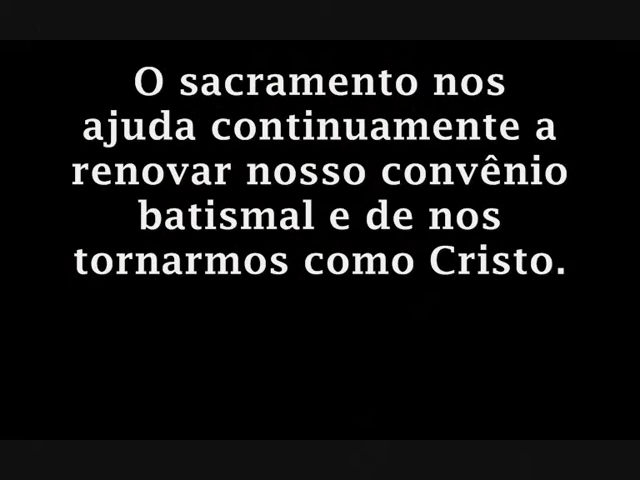 O sacramento nos
ajuda continuamente a
renovar nosso convênio
batismal e de nos
tornarmos como Cristo.